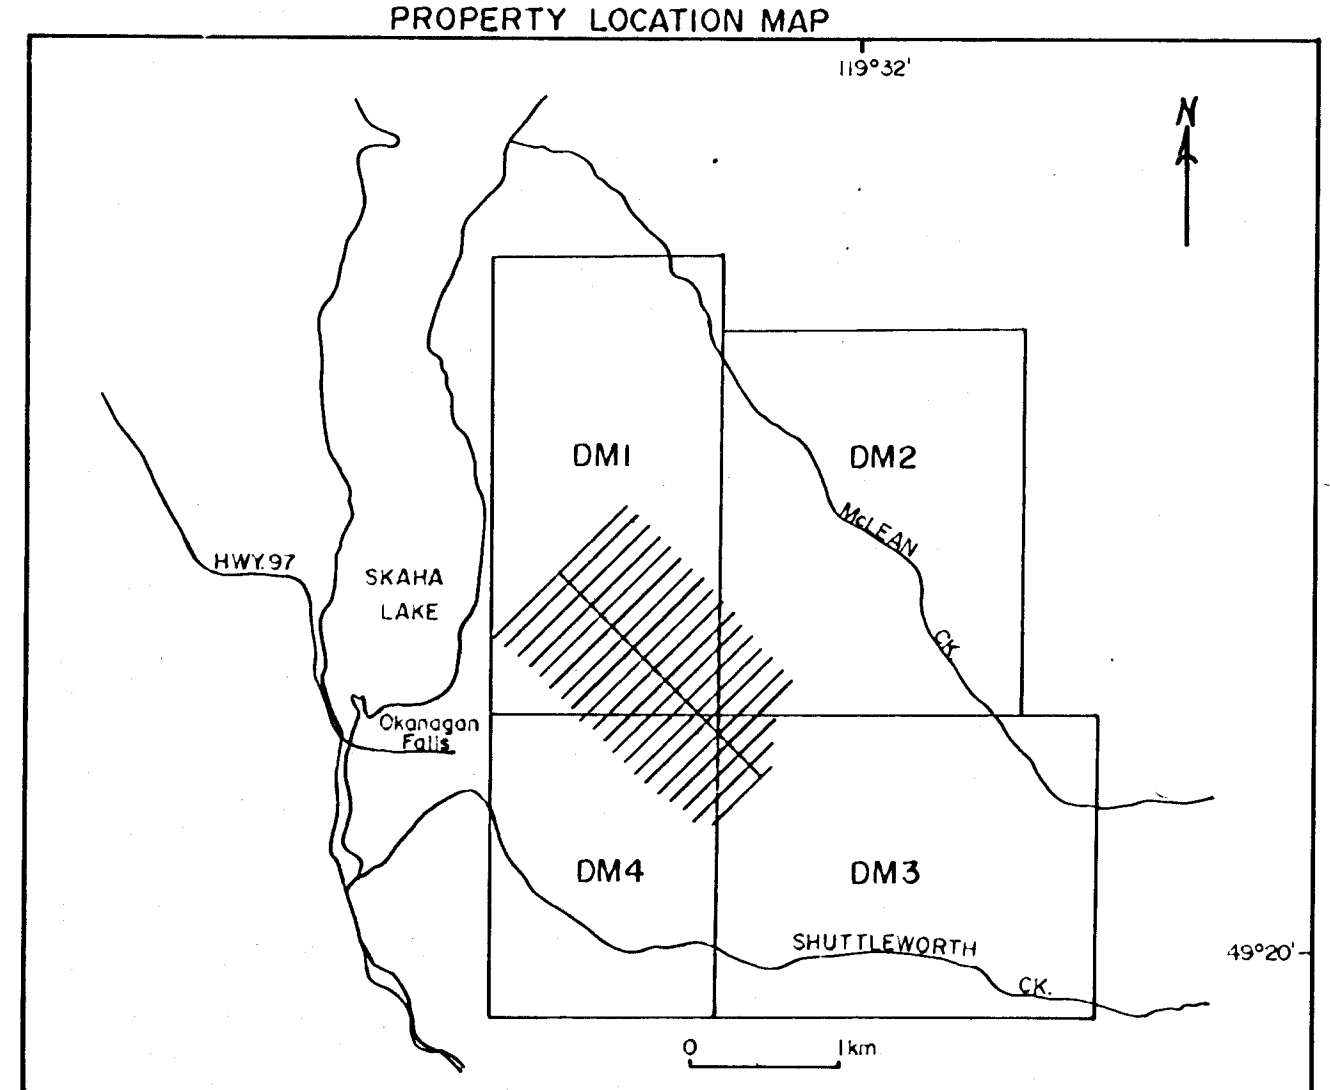 PROPERTY LOCATION MAP
119°32'
N
DM1
DM2
McLEAN
CK.
HWY.97
SKAHA
LAKE
Okanagan
Falls
DM4
DM3
SHUTTLEWORTH
CK.
49°20'
0 1km